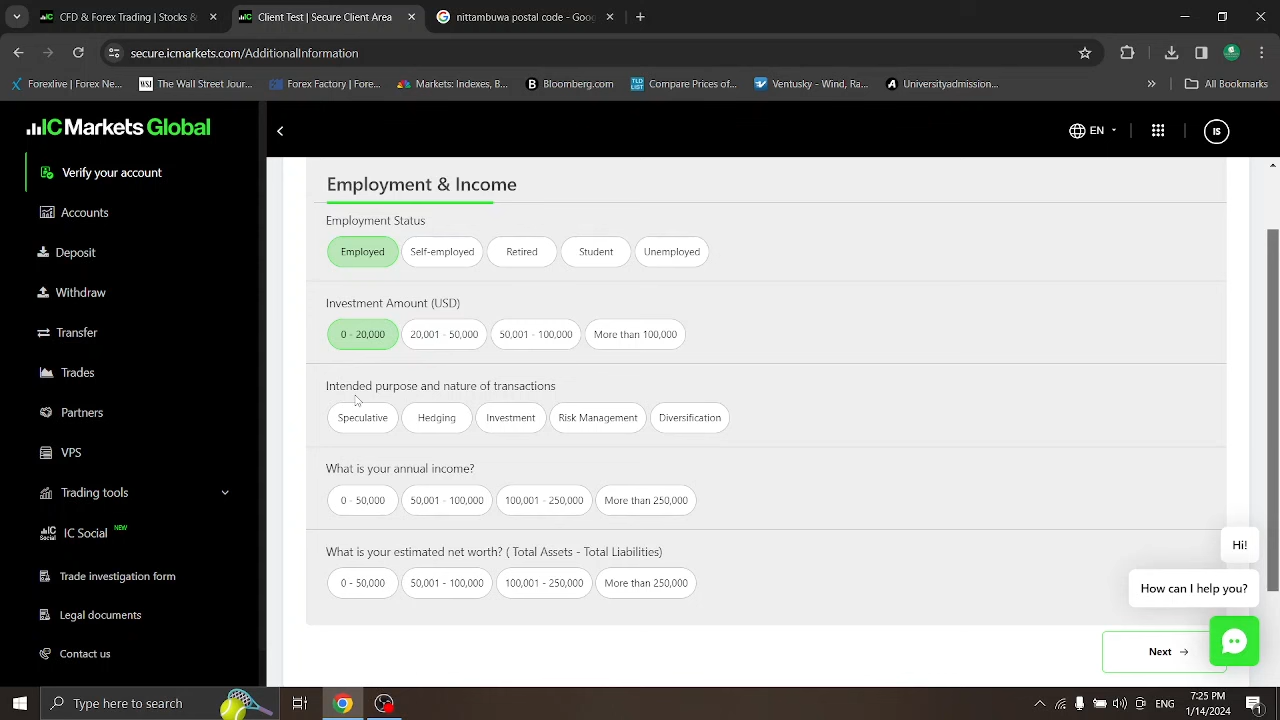 CFD & Forex Trading | Stocks &
Client Test | Secure Client Area
nittambuwa postal code - Goo
secure.icmarkets.com/AdditionalInformation
Forexlive | Forex Ne...
WSJ
The Wall Street Jour...
Forex Factory | Fore...
Markets: Indexes, B...
B
Bloomberg.com
TLD LIST
Compare Prices of...
Ventusky - Wind, Ra...
A
Universityadmission...
All Bookmarks
ICMarkets Global
EN
IS
Verify your account
Accounts
Deposit
Withdraw
Transfer
Trades
Partners
VPS
Trading tools
IC Social
IC Social NEW
Trade investigation form
Legal documents
Contact us
Employment & Income
Employment Status
Employed Self-employed Retired Student Unemployed
Investment Amount (USD)
0 - 20,000 20,001 - 50,000 50,001 - 100,000 More than 100,000
Intended purpose and nature of transactions
Speculative Hedging Investment Risk Management Diversification
What is your annual income?
0 - 50,000 50,001 - 100,000 100,001 - 250,000 More than 250,000
What is your estimated net worth? ( Total Assets - Total Liabilities)
0 - 50,000 50,001 - 100,000 100,001 - 250,000 More than 250,000
Hi!
How can I help you?
Next
Type here to search
ENG
7:25 PM
1/14/2024